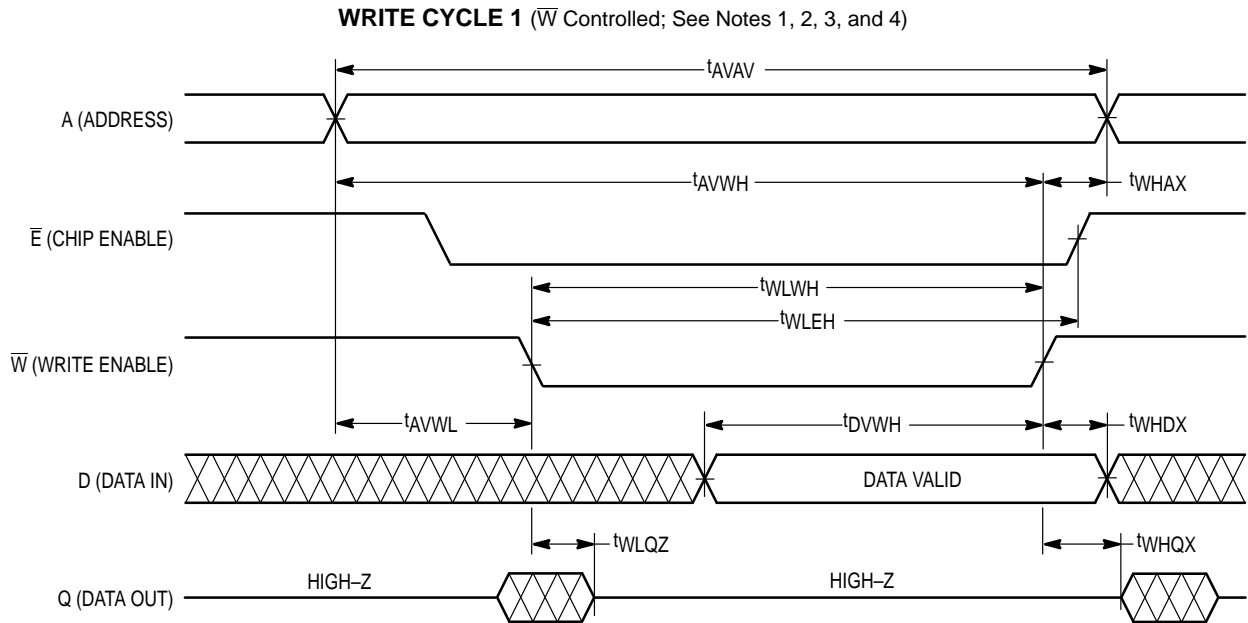 WRITE CYCLE 1 (W̅ Controlled; See Notes 1, 2, 3, and 4)
tAVAV
A (ADDRESS)
tAVWH
tWHAX
E̅ (CHIP ENABLE)
tWLWH
tWLEH
W̅ (WRITE ENABLE)
tAVWL
tDVWH
tWHDX
D (DATA IN)
DATA VALID
tWLQZ
tWHQX
HIGH–Z
HIGH–Z
Q (DATA OUT)